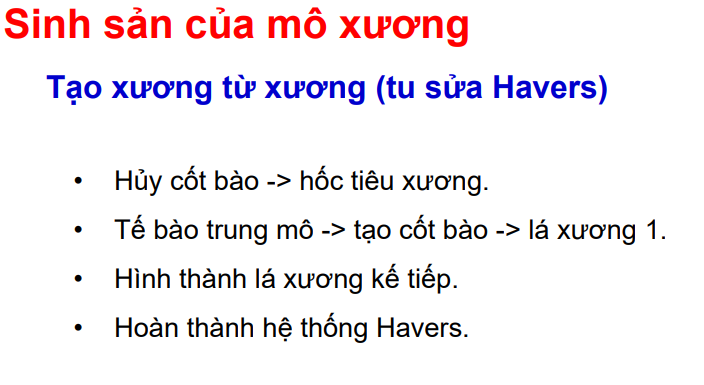 Sinh sản của mô xương
Tạo xương từ xương (tu sửa Havers)
• Hủy cốt bào -> hốc tiêu xương.
• Tế bào trung mô -> tạo cốt bào -> lá xương 1.
• Hình thành lá xương kế tiếp.
• Hoàn thành hệ thống Havers.